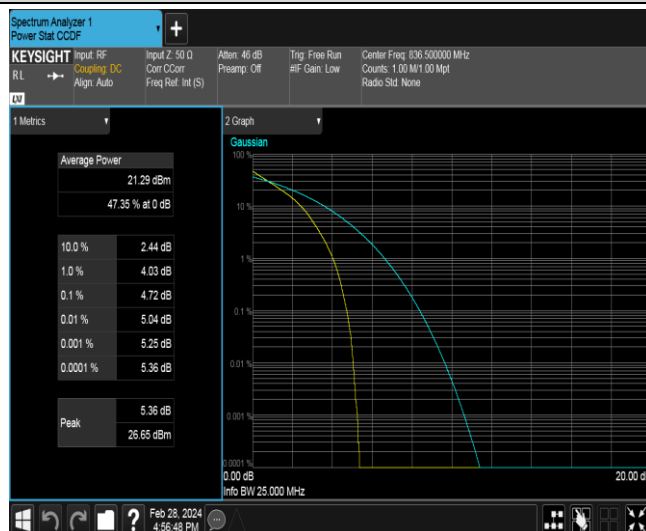 Spectrum Analyzer 1
Power Stat CCDF
KEYSIGHT Input: RF Input Z: 50 Ω Atten: 46 dB Trig: Free Run Center Freq: 836.500000 MHz
RL Coupling: DC Corr CCorr Preamp: Off #IF Gain: Low Counts: 1.00 M/1.00 Mpt
Align: Auto Freq Ref: Int (S) Radio Std: None
LXI
1 Metrics
Average Power
21.29 dBm
47.35 % at 0 dB
10.0 % 2.44 dB
1.0 % 4.03 dB
0.1 % 4.72 dB
0.01 % 5.04 dB
0.001 % 5.25 dB
0.0001 % 5.36 dB
Peak
5.36 dB
26.65 dBm
2 Graph
Gaussian
100 %
10 %
1 %
0.1 %
0.01 %
0.001 %
0.0001 %
0.00 dB 20.00 d
Info BW 25.000 MHz
?
Feb 28, 2024
4:56:48 PM